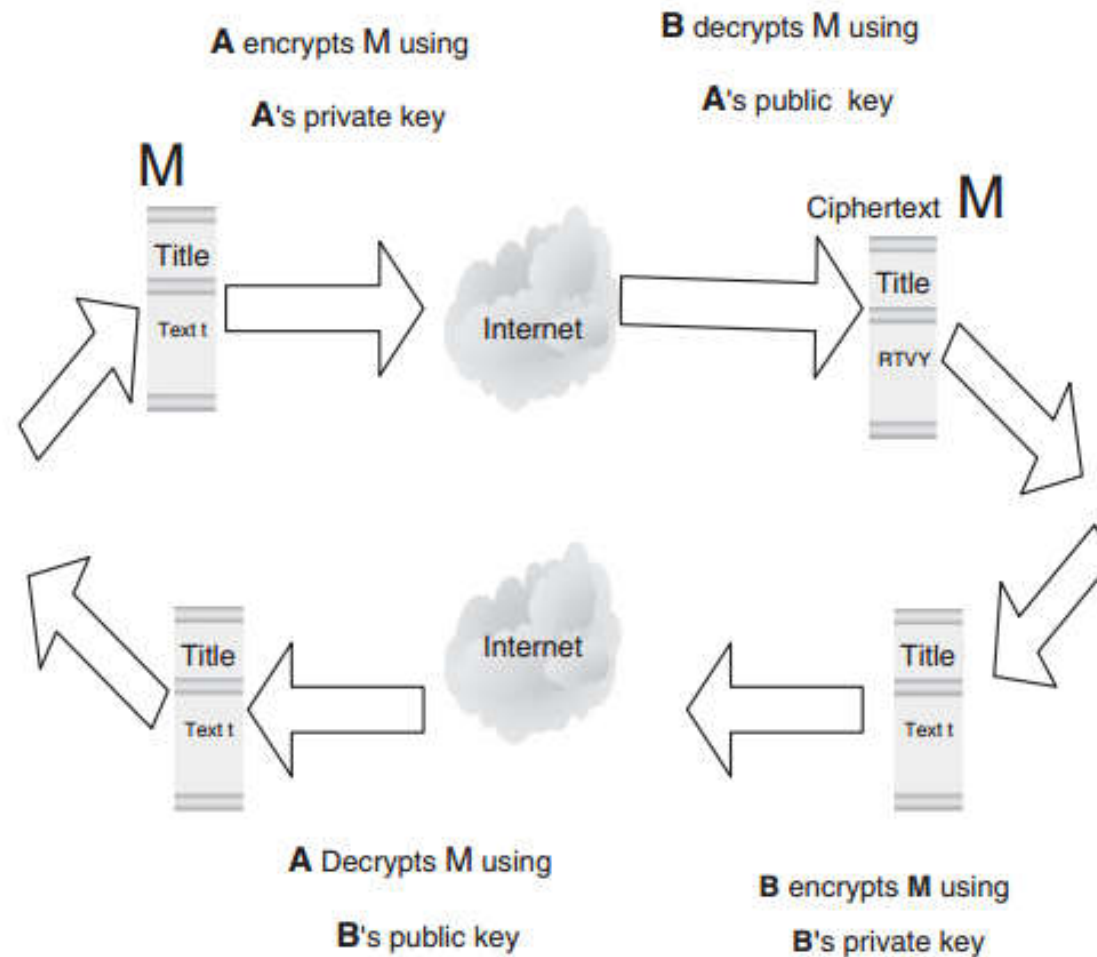 A encrypts M using
A's private key
B decrypts M using
A's public key
M
Title
Text t
Internet
Ciphertext M
Title
RTVY
Title
Text t
Internet
Title
Text t
A Decrypts M using
B's public key
B encrypts M using
B's private key